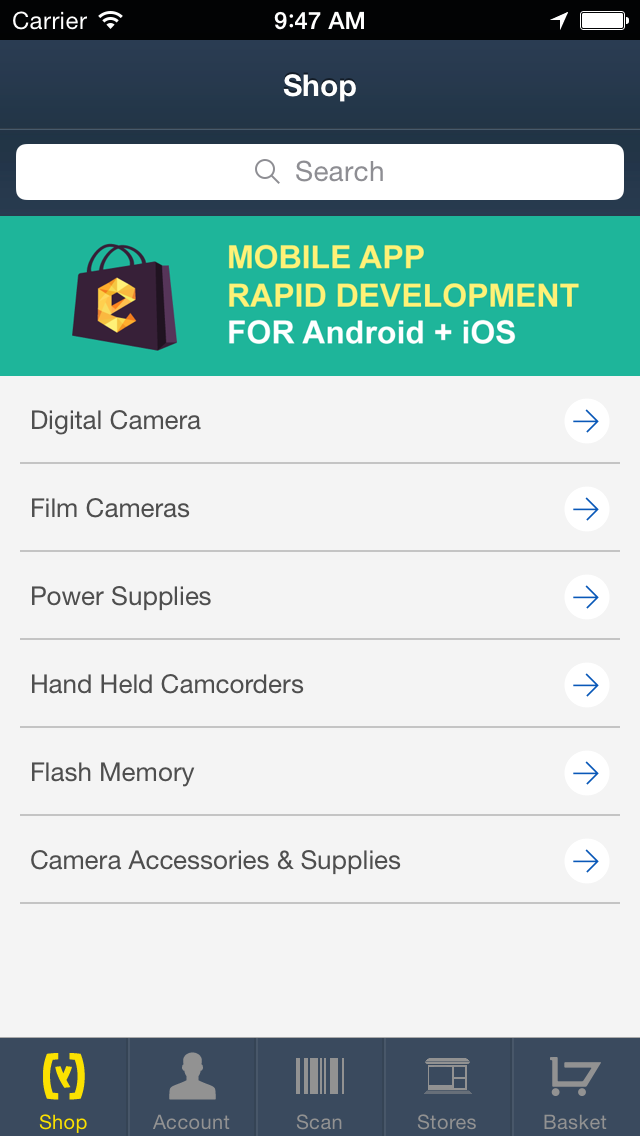 Carrier 9:47 AM
Shop
Search
MOBILE APP
RAPID DEVELOPMENT
FOR Android + iOS
Digital Camera
Film Cameras
Power Supplies
Hand Held Camcorders
Flash Memory
Camera Accessories & Supplies
Shop Account Scan Stores Basket